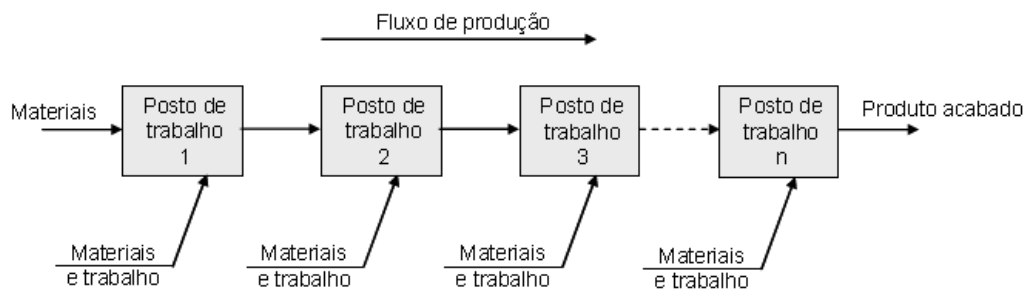 Fluxo de produção
Materiais
Posto de
trabalho
1
Posto de
trabalho
2
Posto de
trabalho
3
Posto de
trabalho
n
Produto acabado
Materiais
e trabalho
Materiais
e trabalho
Materiais
e trabalho
Materiais
e trabalho